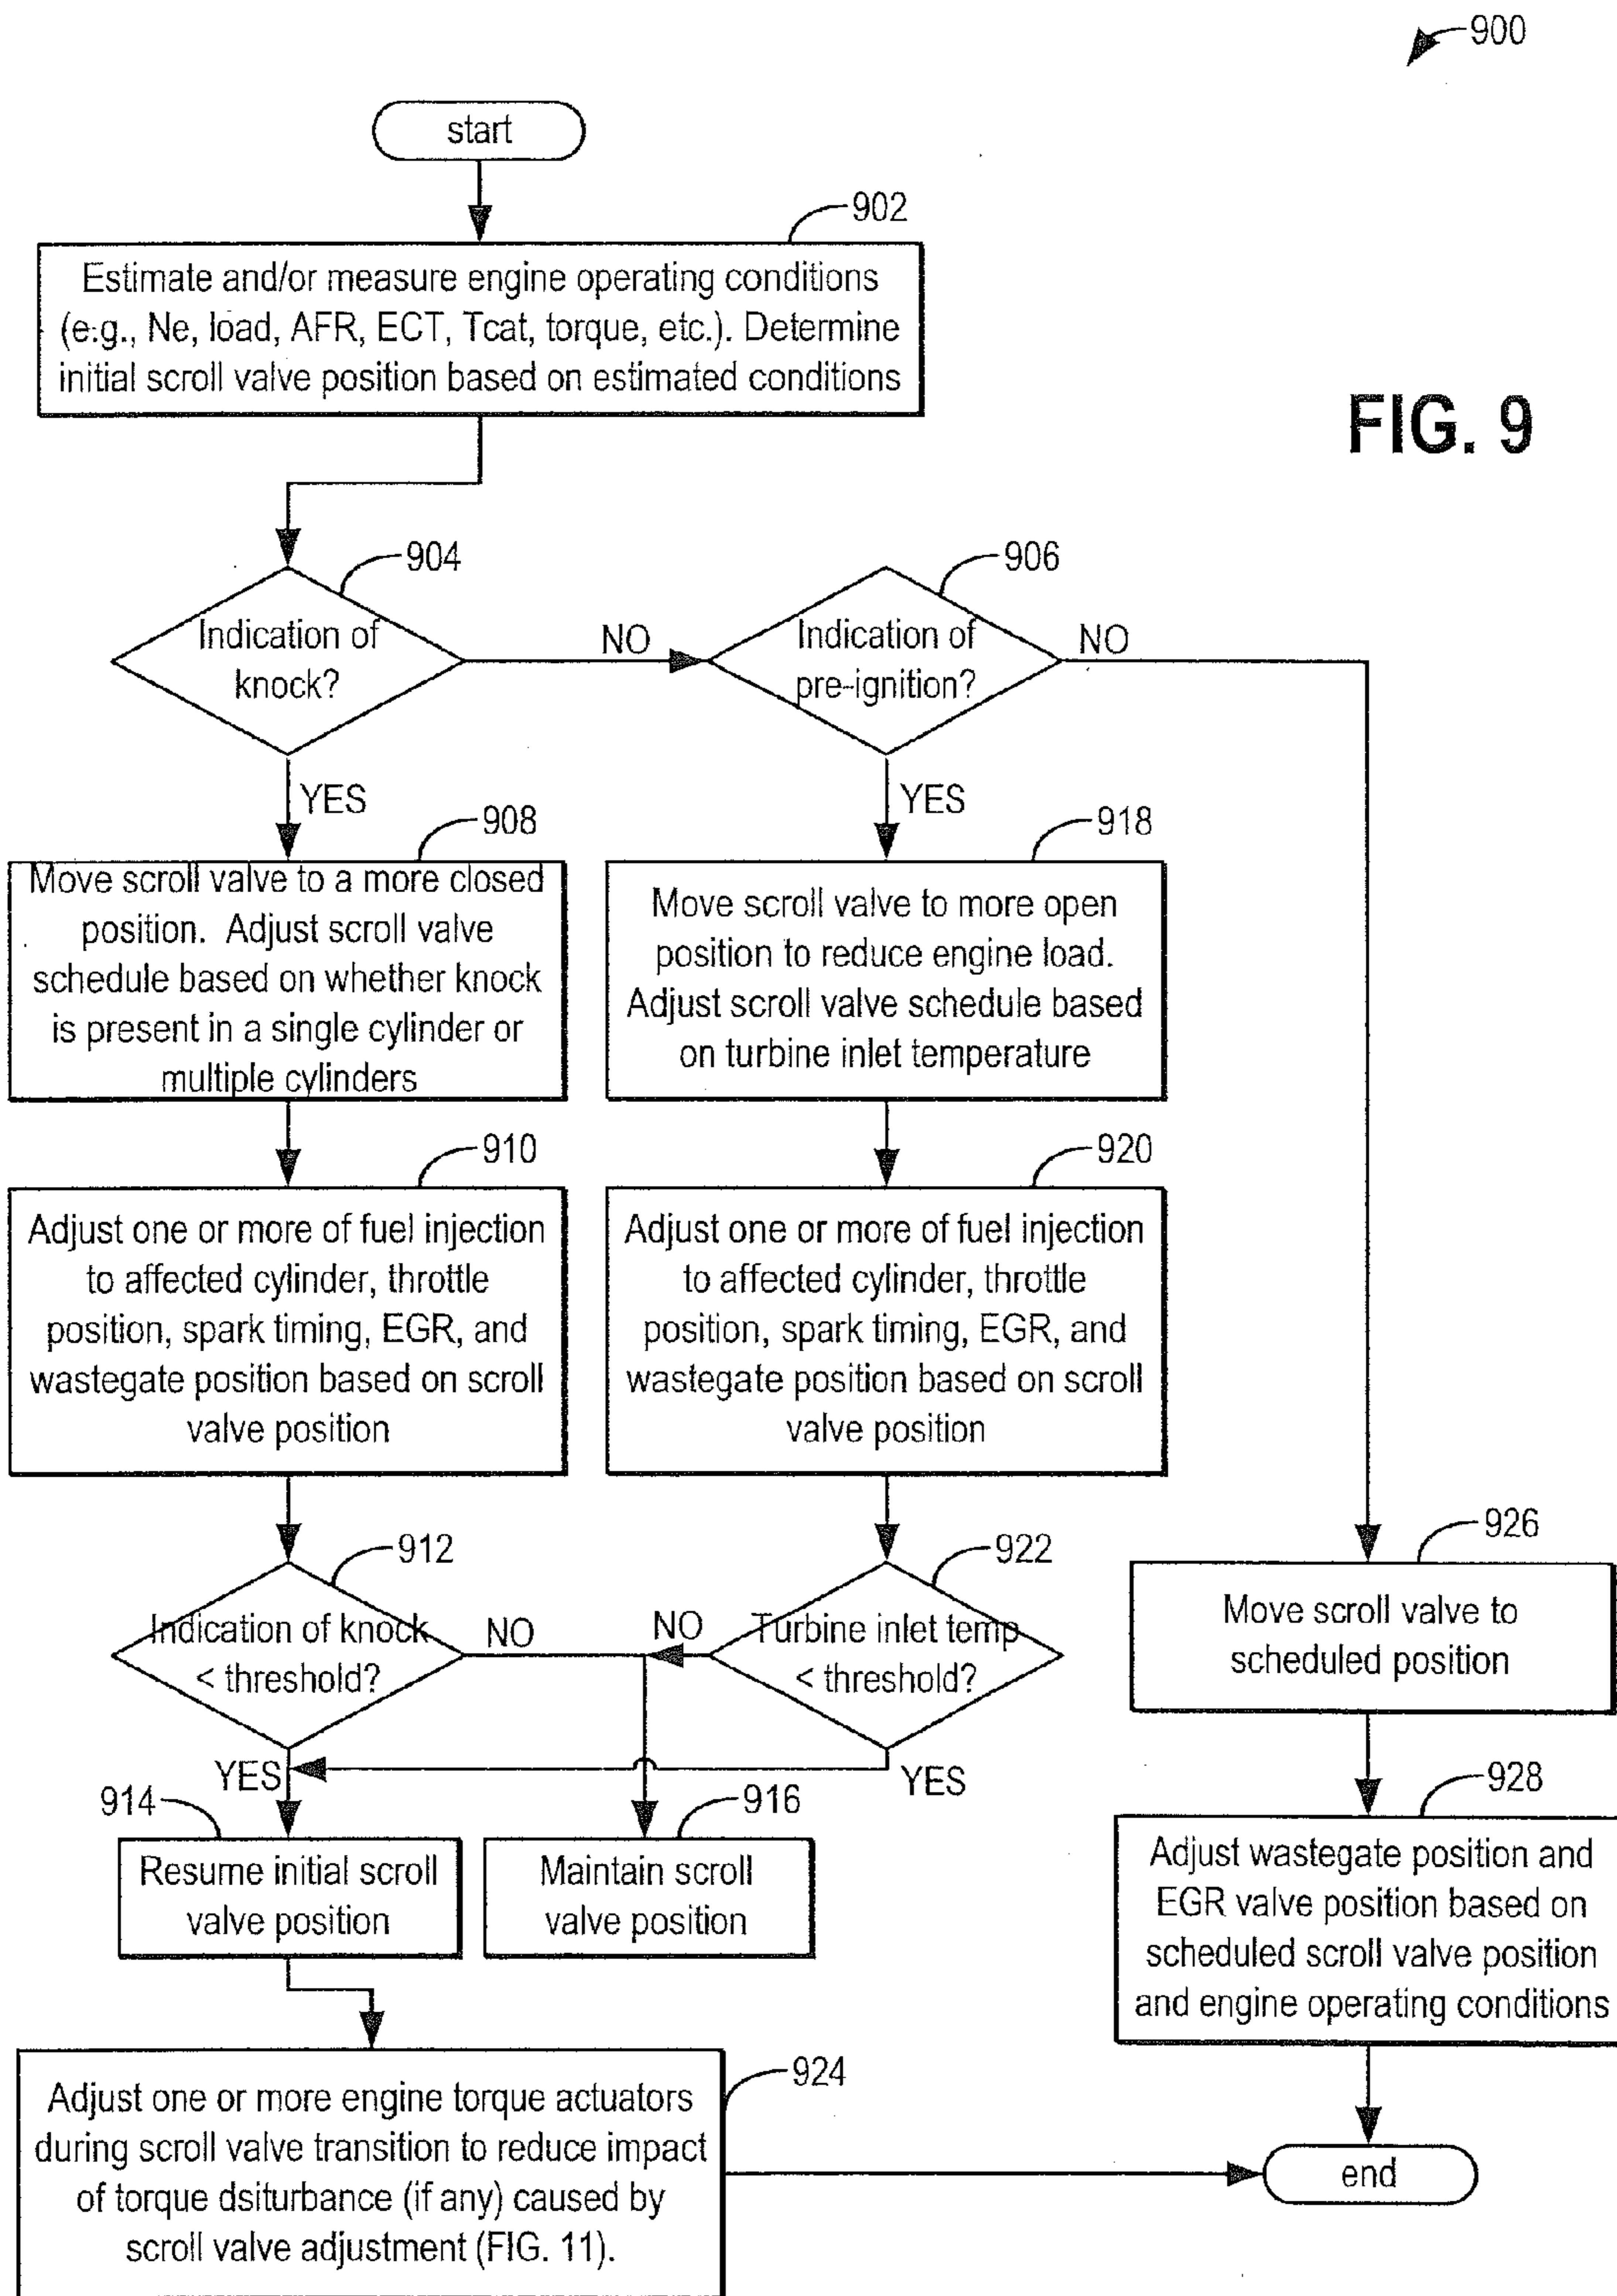 900
start
902
Estimate and/or measure engine operating conditions
(e.g., Ne, load, AFR, ECT, Tcat, torque, etc.). Determine
initial scroll valve position based on estimated conditions
FIG. 9
904
Indication of
knock?
NO
906
Indication of
pre-ignition?
NO
YES
YES
908
Move scroll valve to a more closed
position. Adjust scroll valve
schedule based on whether knock
is present in a single cylinder or
multiple cylinders
918
Move scroll valve to more open
position to reduce engine load.
Adjust scroll valve schedule based
on turbine inlet temperature
910
Adjust one or more of fuel injection
to affected cylinder, throttle
position, spark timing, EGR, and
wastegate position based on scroll
valve position
920
Adjust one or more of fuel injection
to affected cylinder, throttle
position, spark timing, EGR, and
wastegate position based on scroll
valve position
912
Indication of knock
< threshold?
NO
922
Turbine inlet temp
< threshold?
NO
926
Move scroll valve to
scheduled position
YES
YES
914
Resume initial scroll
valve position
916
Maintain scroll
valve position
928
Adjust wastegate position and
EGR valve position based on
scheduled scroll valve position
and engine operating conditions
924
Adjust one or more engine torque actuators
during scroll valve transition to reduce impact
of torque dsiturbance (if any) caused by
scroll valve adjustment (FIG. 11).
end